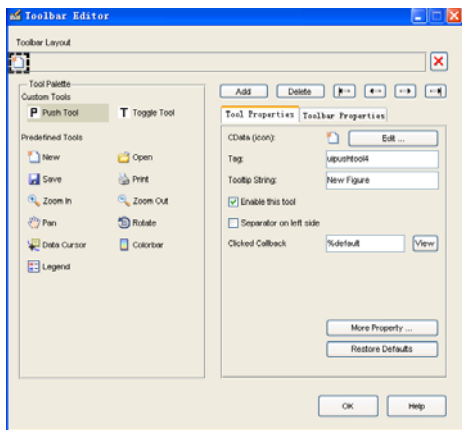 Toolbar Editor
Toolbar Layout
Tool Palette
Custom Tools
P Push Tool
T Toggle Tool
Predefined Tools
New
Open
Save
Print
Zoom In
Zoom Out
Pan
Rotate
Data Cursor
Colorbar
Legend
Add
Delete
Tool Properties
Toolbar Properties
CData (icon):
Edit ...
Tag:
uipushtool4
Tooltip String:
New Figure
Enable this tool
Separator on left side
Clicked Callback
%default
View
More Property ...
Restore Defaults
OK
Help